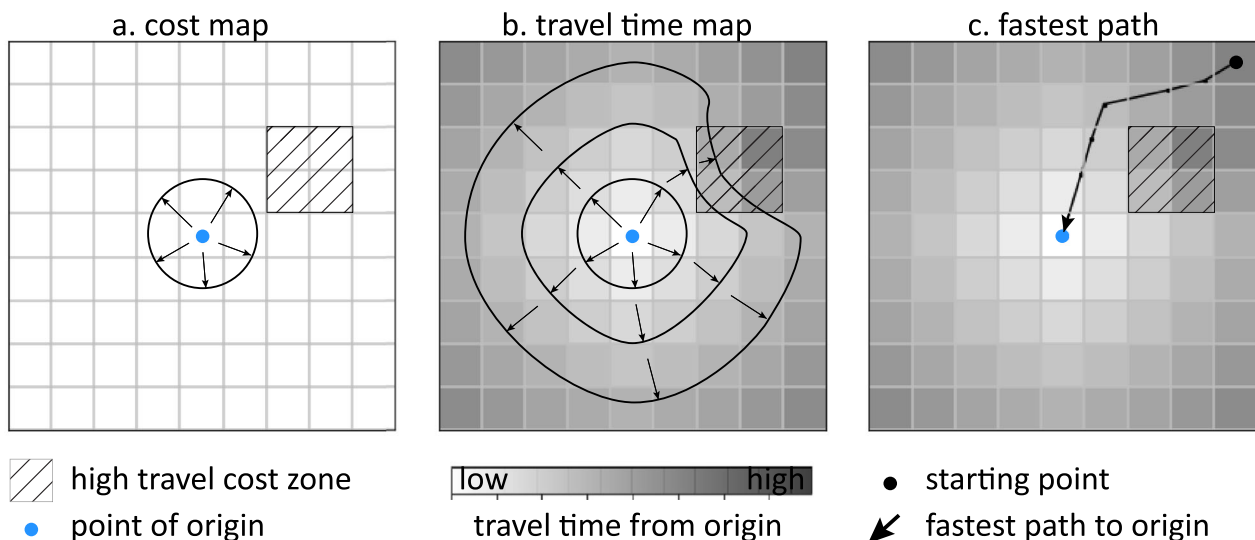 a. cost map
b. travel time map
c. fastest path
high travel cost zone
point of origin
low high
travel time from origin
starting point
fastest path to origin